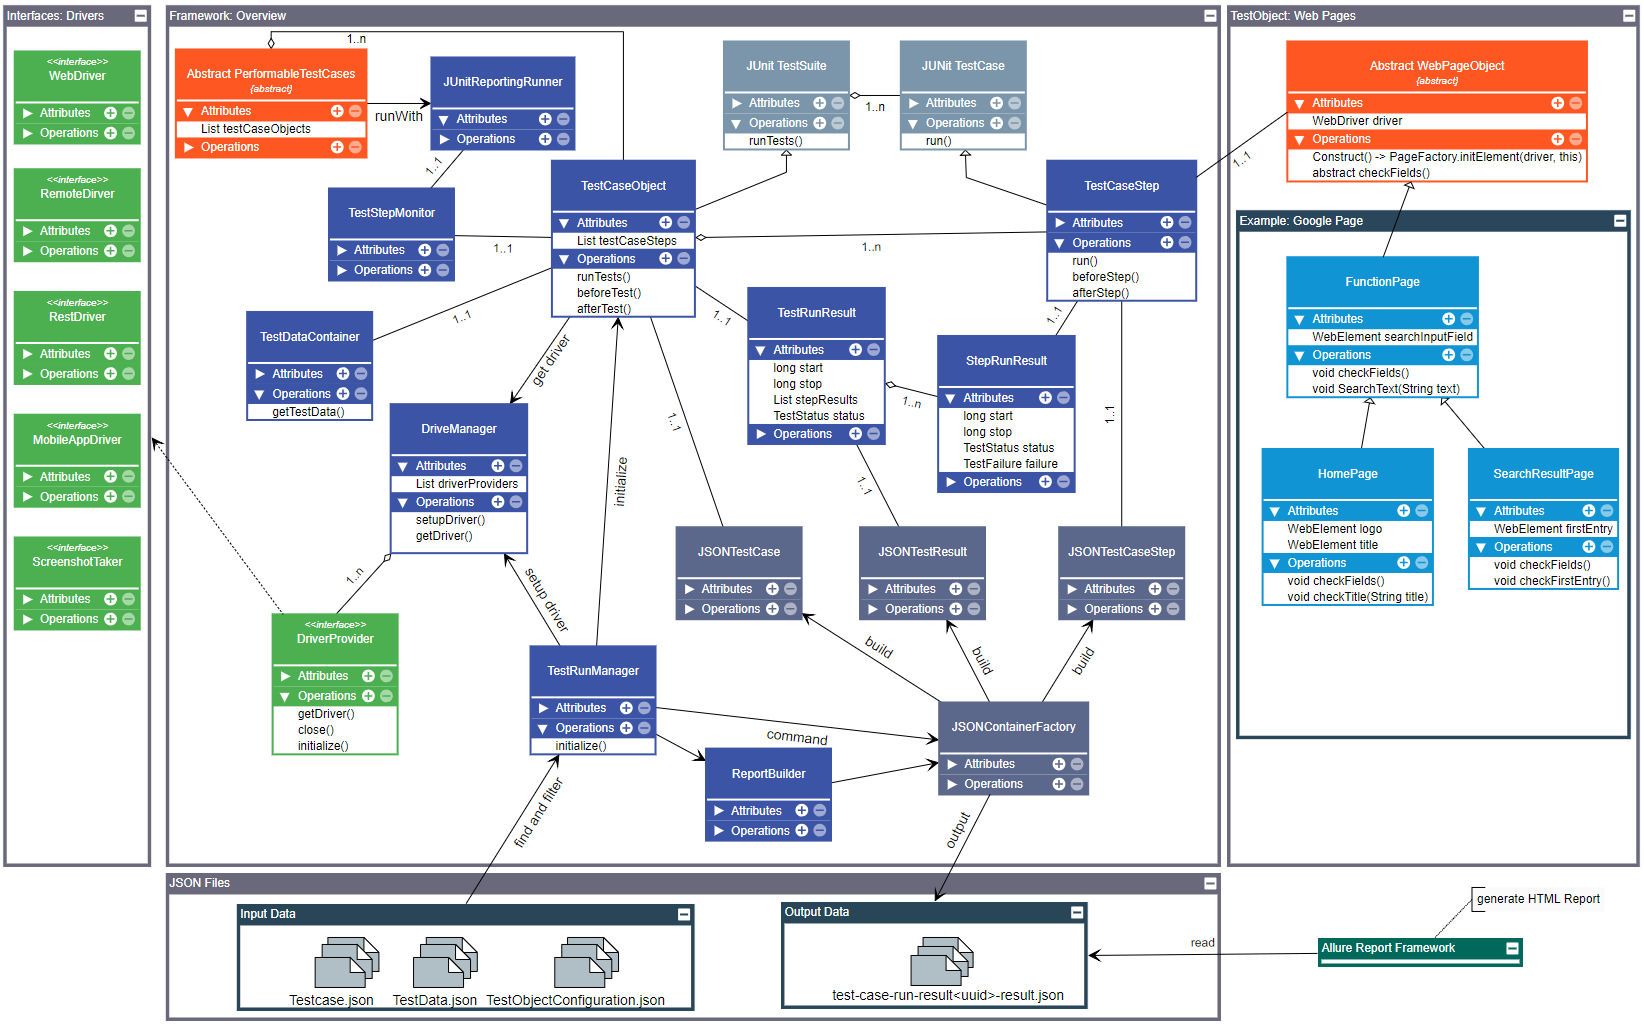 Interfaces: Drivers
<<interface>>
WebDriver
Attributes
Operations
<<interface>>
RemoteDirver
Attributes
Operations
<<interface>>
RestDriver
Attributes
Operations
<<interface>>
MobileAppDriver
Attributes
Operations
<<interface>>
ScreenshotTaker
Attributes
Operations
Framework: Overview
1..n
Abstract PerformableTestCases
{abstract}
Attributes
List testCaseObjects
Operations
runWith
JUnitReportingRunner
Attributes
Operations
1..1
TestStepMonitor
Attributes
Operations
1..1
TestCaseObject
Attributes
List testCaseSteps
Operations
runTests()
beforeTest()
afterTest()
JUnit TestSuite
Attributes
Operations
runTests()
1..n
JUNit TestCase
Attributes
Operations
run()
TestCaseStep
Attributes
Operations
run()
beforeStep()
afterStep()
1..n
1..1
TestDataContainer
Attributes
Operations
getTestData()
1..1
get driver
1..1
TestRunResult
Attributes
long start
long stop
List stepResults
TestStatus status
Operations
1..n
1..1
StepRunResult
Attributes
long start
long stop
TestStatus status
TestFailure failure
Operations
1..1
DriveManager
Attributes
List driverProviders
Operations
setupDriver()
getDriver()
1..1
initialize
1..1
1..n
setup driver
JSONTestCase
Attributes
Operations
JSONTestResult
Attributes
Operations
JSONTestCaseStep
Attributes
Operations
<<interface>>
DriverProvider
Attributes
Operations
getDriver()
close()
initialize()
TestRunManager
Attributes
Operations
initialize()
build
build
build
command
JSONContainerFactory
Attributes
Operations
ReportBuilder
Attributes
Operations
find and filter
output
TestObject: Web Pages
Abstract WebPageObject
{abstract}
Attributes
WebDriver driver
Operations
Construct() -> PageFactory.initElement(driver, this)
abstract checkFields()
Example: Google Page
FunctionPage
Attributes
WebElement searchInputField
Operations
void checkFields()
void SearchText(String text)
HomePage
Attributes
WebElement logo
WebElement title
Operations
void checkFields()
void checkTitle(String title)
SearchResultPage
Attributes
WebElement firstEntry
Operations
void checkFields()
void checkFirstEntry()
JSON Files
Input Data
Testcase.json
TestData.json
TestObjectConfiguration.json
Output Data
test-case-run-result<uuid>-result.json
read
generate HTML Report
Allure Report Framework